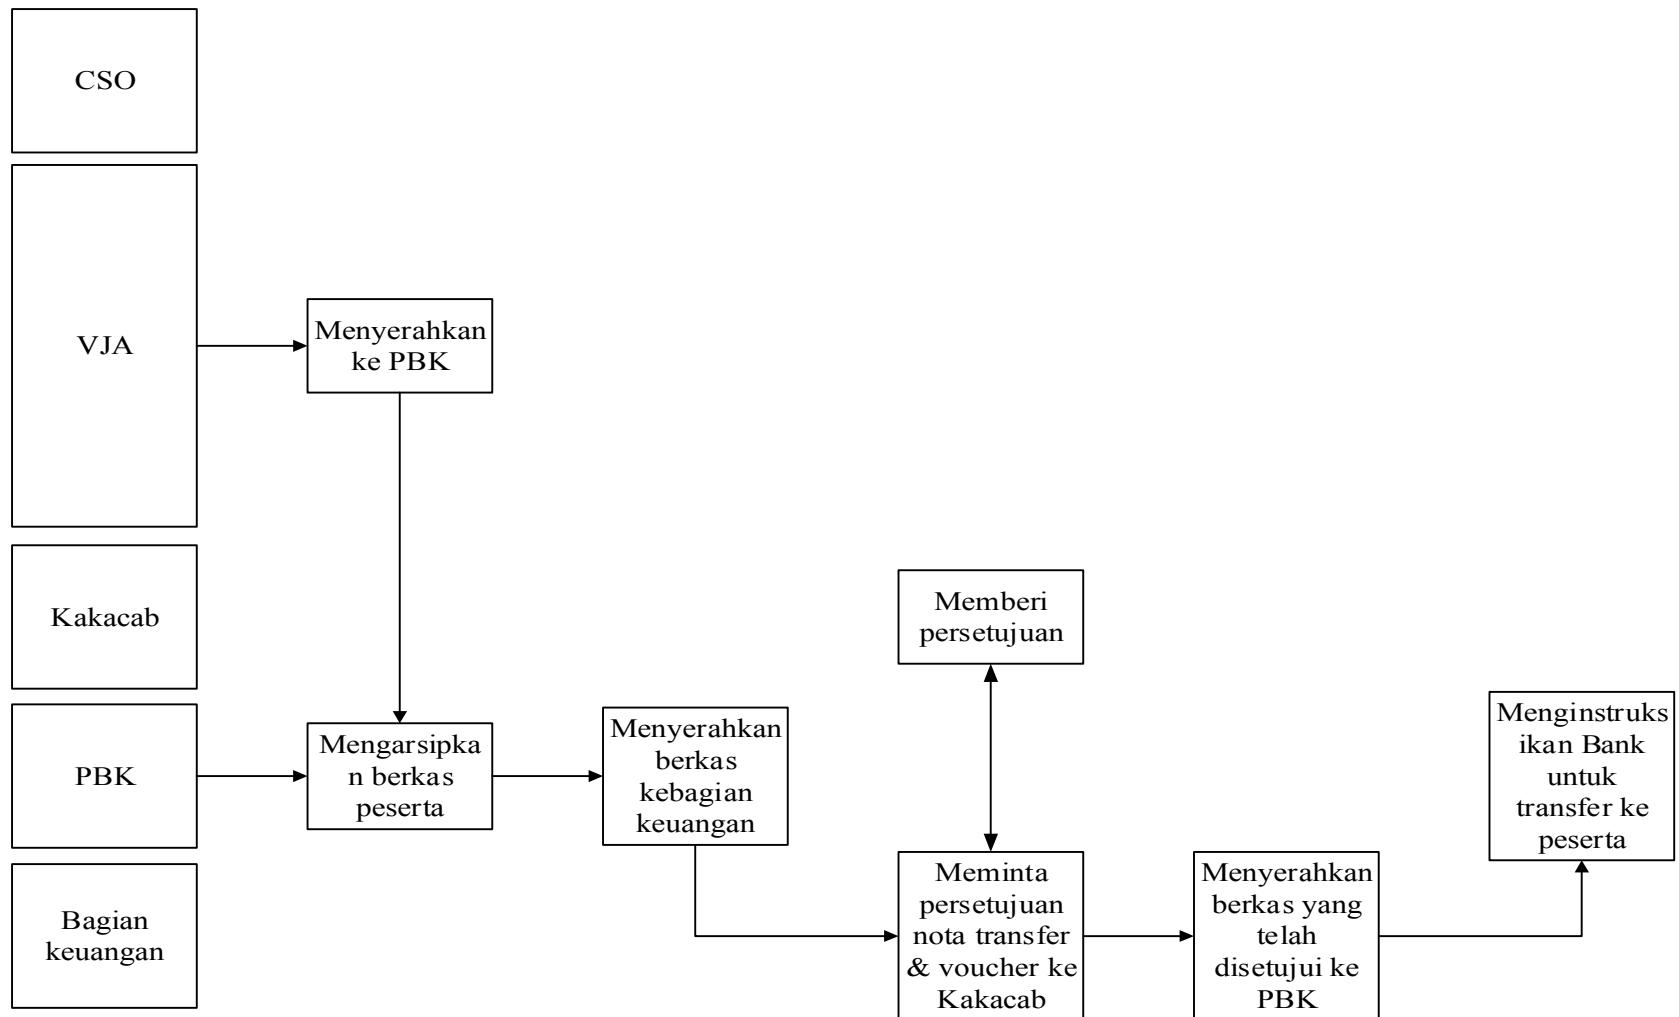 CSO
VJA
Menyerahkan
ke PBK
Kakacab
Memberi
persetujuan
PBK
Mengarsipka
n berkas
peserta
Menyerahkan
berkas
kebagian
keuangan
Menginstruks
ikan Bank
untuk
transfer ke
peserta
Bagian
keuangan
Meminta
persetujuan
nota transfer
& voucher ke
Kakacab
Menyerahkan
berkas yang
telah
disetujui ke
PBK